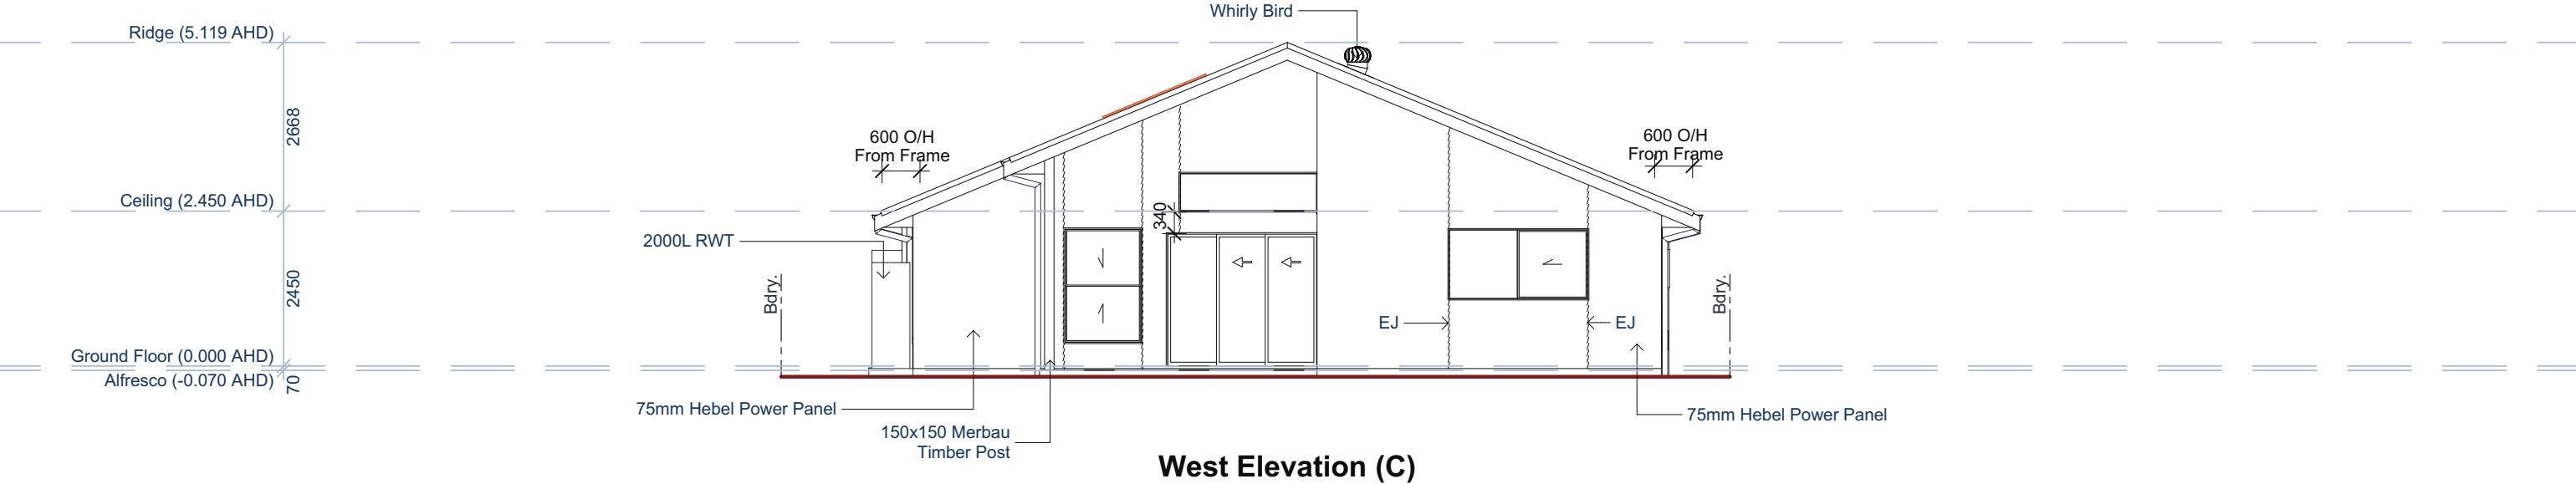 Whirly Bird
Ridge (5.119 AHD)
2668
600 O/H
From Frame
600 O/H
From Frame
Ceiling (2.450 AHD)
340
2000L RWT
2450
Bdry.
Bdry.
EJ
EJ
Ground Floor (0.000 AHD)
Alfresco (-0.070 AHD)
70
75mm Hebel Power Panel
75mm Hebel Power Panel
150x150 Merbau
Timber Post
West Elevation (C)